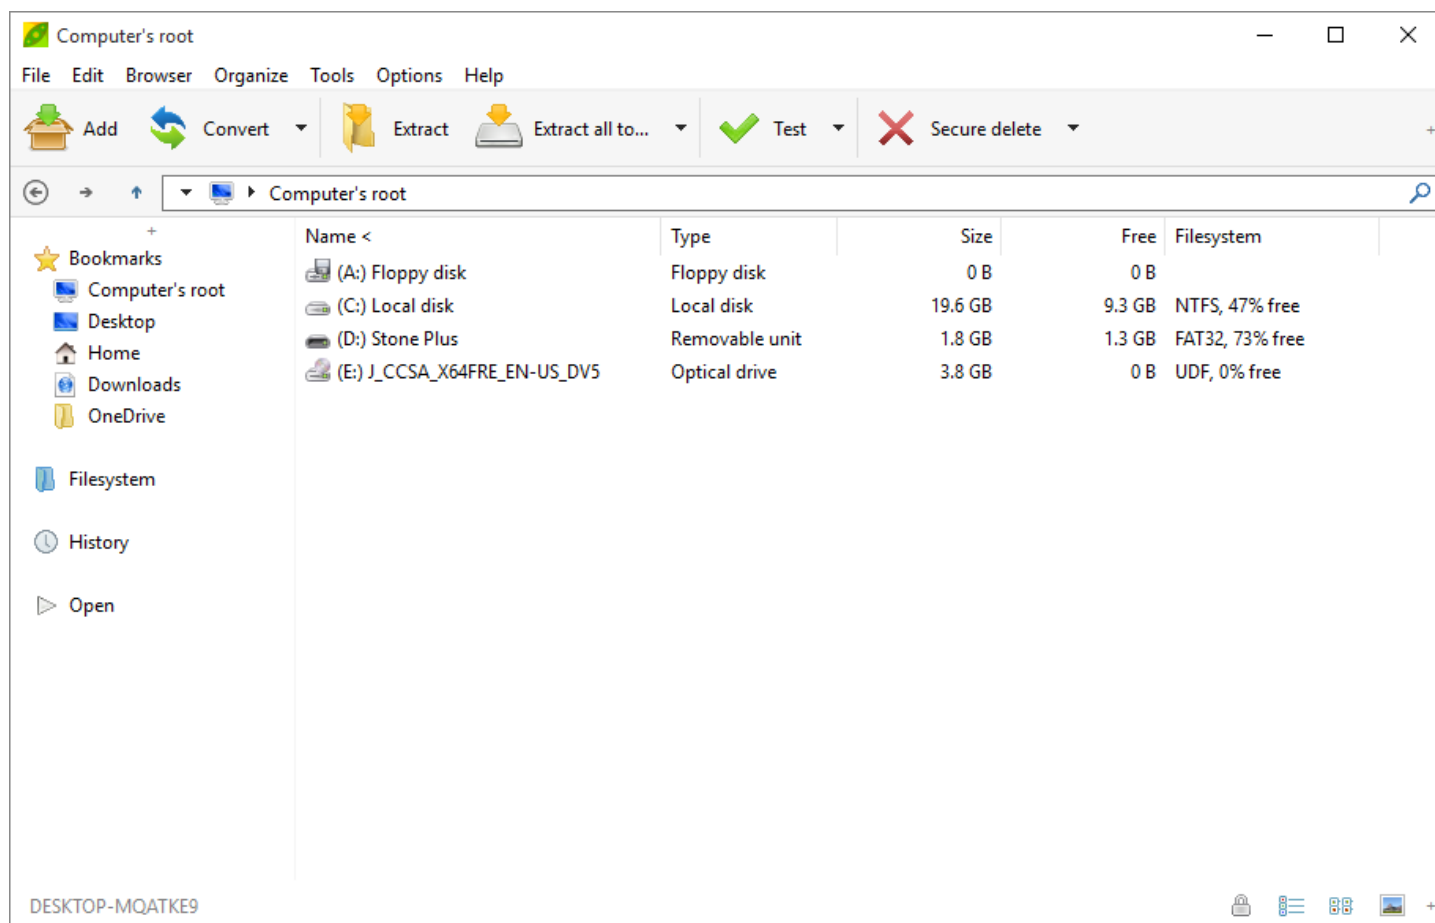 Computer's root
File Edit Browser Organize Tools Options Help
Add Convert Extract Extract all to... Test Secure delete
Computer's root
Name < Type Size Free Filesystem
Bookmarks
Computer's root
Desktop
Home
Downloads
OneDrive
Filesystem
History
Open
(A:) Floppy disk Floppy disk 0 B 0 B
(C:) Local disk Local disk 19.6 GB 9.3 GB NTFS, 47% free
(D:) Stone Plus Removable unit 1.8 GB 1.3 GB FAT32, 73% free
(E:) J_CCSA_X64FRE_EN-US_DV5 Optical drive 3.8 GB 0 B UDF, 0% free
DESKTOP-MQATKE9